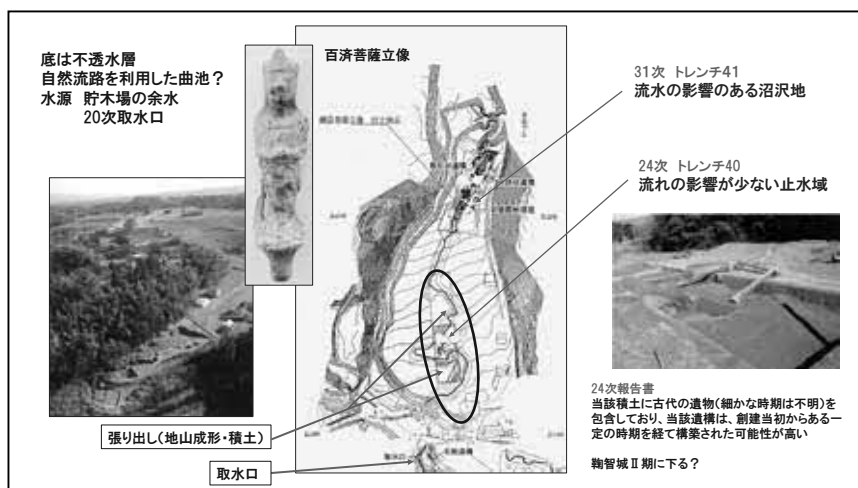 底は不透水層
自然流路を利用した曲池？
水源 貯木場の余水
20次取水口
百済菩薩立像
31次 トレンチ41
流水の影響のある沼沢地
24次 トレンチ40
流れの影響が少ない止水域
張り出し（地山成形・積土）
取水口
24次報告書
当該積土に古代の遺物（細かな時期は不明）を
包含しており、当該遺構は、創建当初からある一
定の時期を経て構築された可能性が高い
鞠智城Ⅱ期に下る？